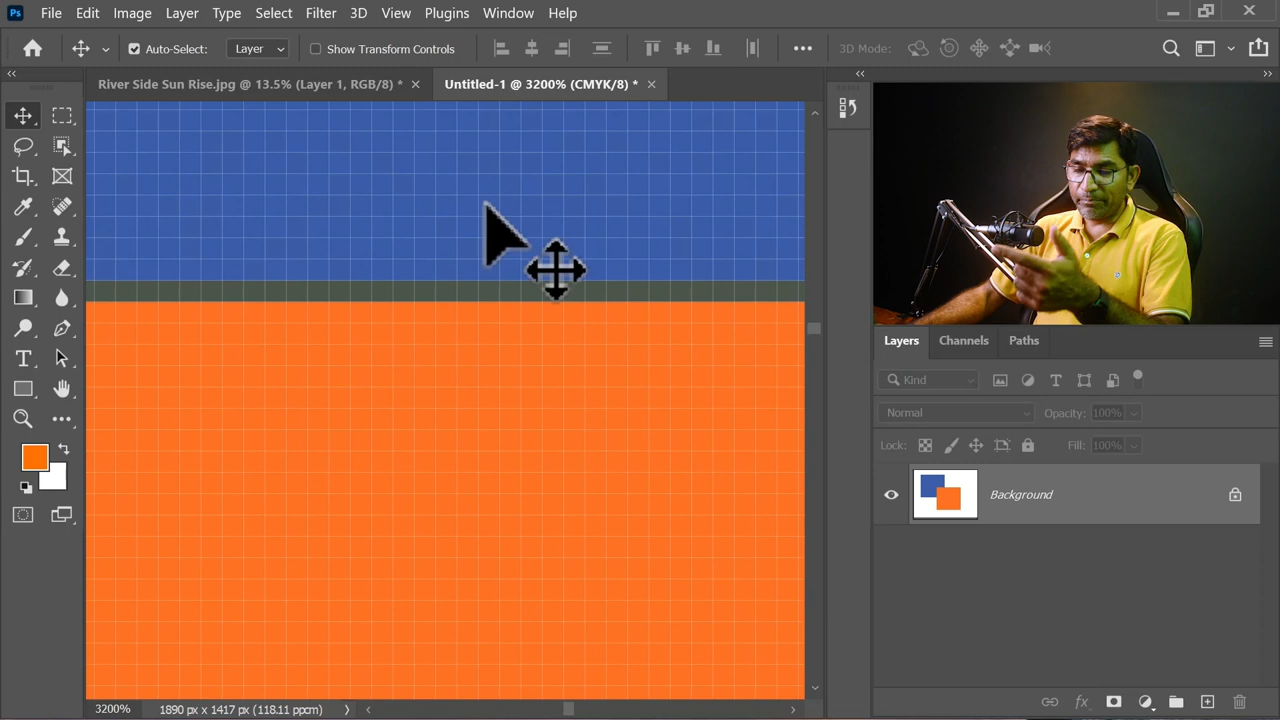 Ps File Edit Image Layer Type Select Filter 3D View Plugins Window Help
Auto-Select: Layer Show Transform Controls 3D Mode:
River Side Sun Rise.jpg @ 13.5% (Layer 1, RGB/8) * Untitled-1 @ 3200% (CMYK/8) *
Layers Channels Paths
Kind
Normal Opacity: 100%
Lock: Fill: 100%
Background
fx
3200% 1890 px x 1417 px (118.11 ppcm)